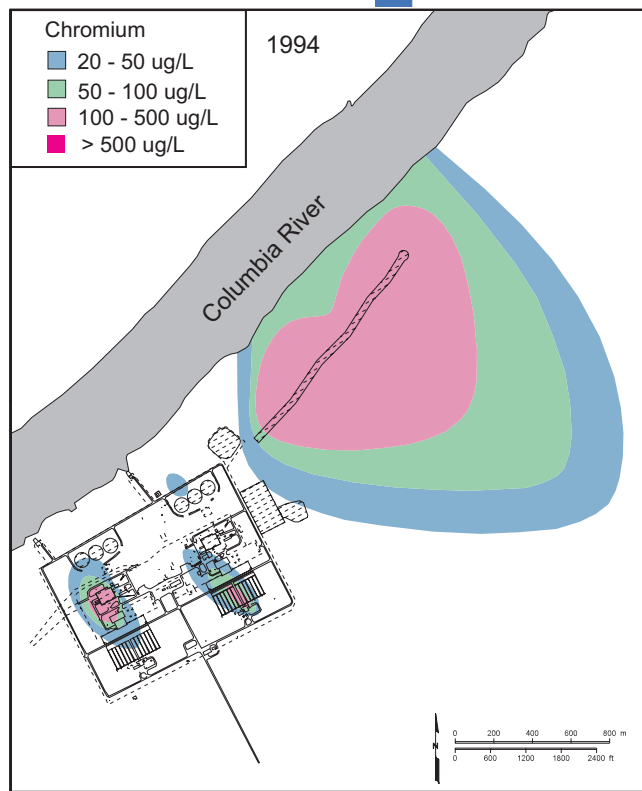 Chromium
20 - 50 ug/L
50 - 100 ug/L
100 - 500 ug/L
> 500 ug/L
1994
Columbia River
N
0 200 400 600 800 m
0 600 1200 1800 2400 ft